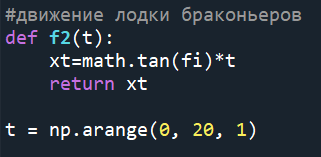 #движение лодки браконьеров
def f2(t):
    xt=math.tan(fi)*t
    return xt
t = np.arange(0, 20, 1)